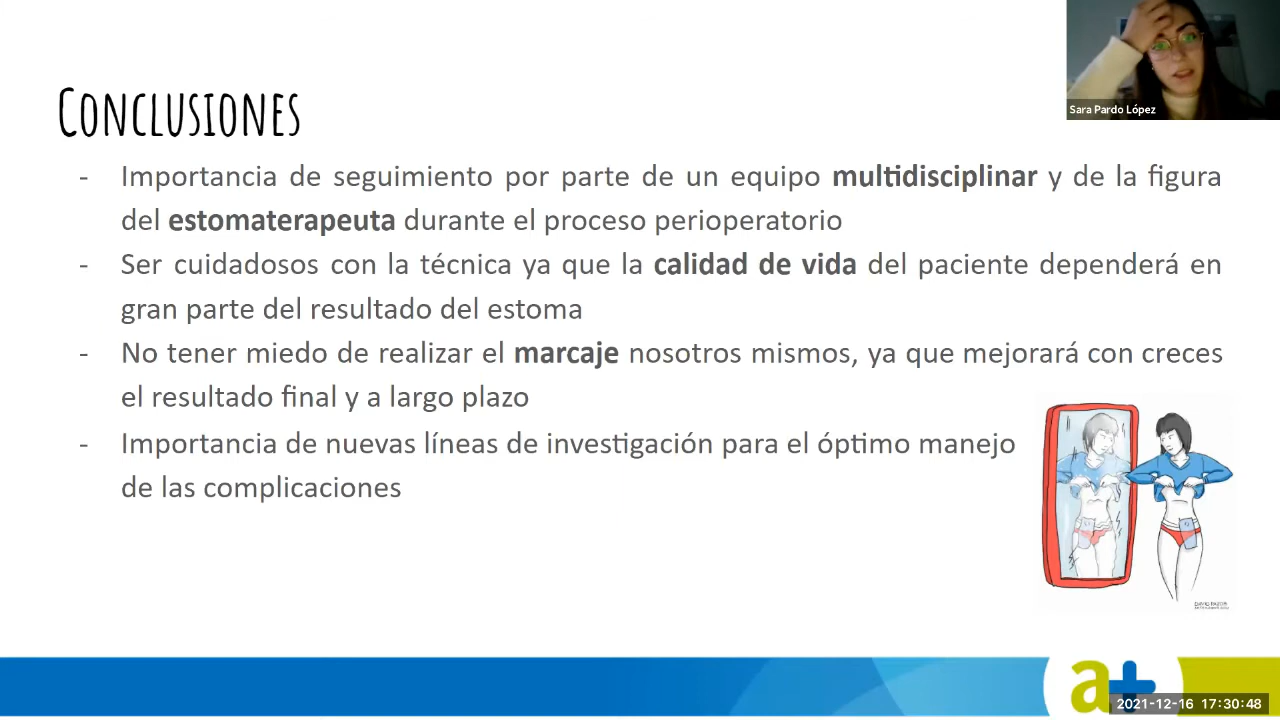 Sara Pardo López
Conclusiones
- Importancia de seguimiento por parte de un equipo multidisciplinar y de la figura
del estomaterapeuta durante el proceso perioperatorio
- Ser cuidadosos con la técnica ya que la calidad de vida del paciente dependerá en
gran parte del resultado del estoma
- No tener miedo de realizar el marcaje nosotros mismos, ya que mejorará con creces
el resultado final y a largo plazo
- Importancia de nuevas líneas de investigación para el óptimo manejo
de las complicaciones
a+
2021-12-16 17:30:48